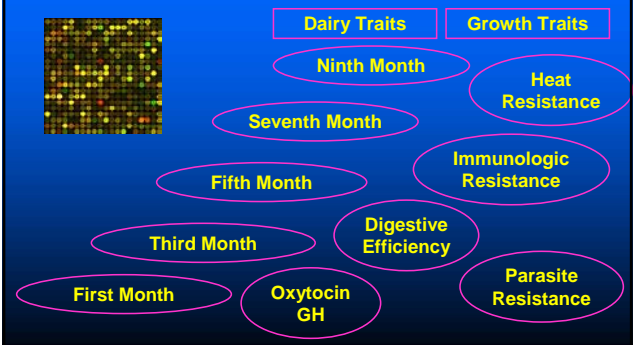 Dairy Traits
Growth Traits
Ninth Month
Heat
Resistance
Seventh Month
Immunologic
Resistance
Fifth Month
Digestive
Efficiency
Third Month
Parasite
Resistance
First Month
Oxytocin
GH